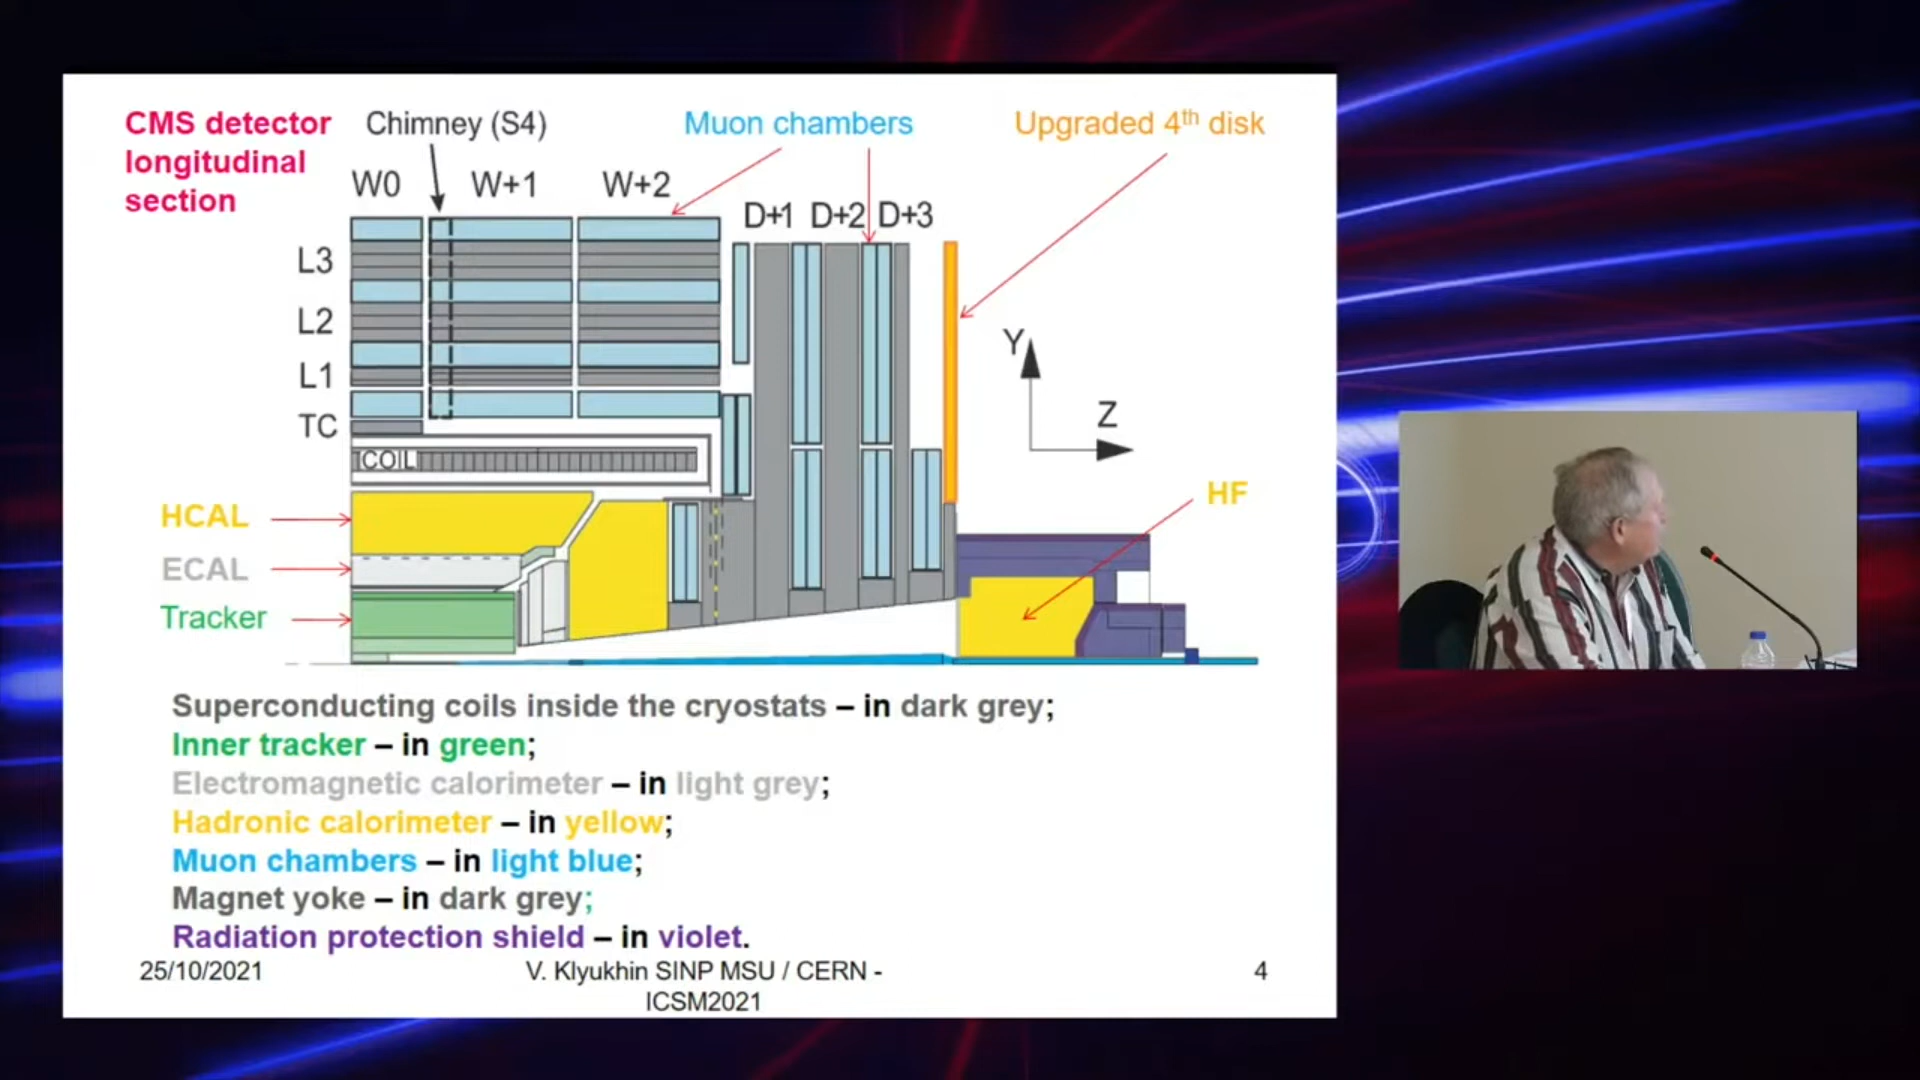 CMS detector
longitudinal
section
Chimney (S4)
Muon chambers
Upgraded 4th disk
W0
W+1
W+2
D+1
D+2
D+3
L3
L2
L1
TC
COIL
Y
Z
HCAL
ECAL
Tracker
HF
Superconducting coils inside the cryostats – in dark grey;
Inner tracker – in green;
Electromagnetic calorimeter – in light grey;
Hadronic calorimeter – in yellow;
Muon chambers – in light blue;
Magnet yoke – in dark grey;
Radiation protection shield – in violet.
25/10/2021
V. Klyukhin SINP MSU / CERN -
ICSM2021
4